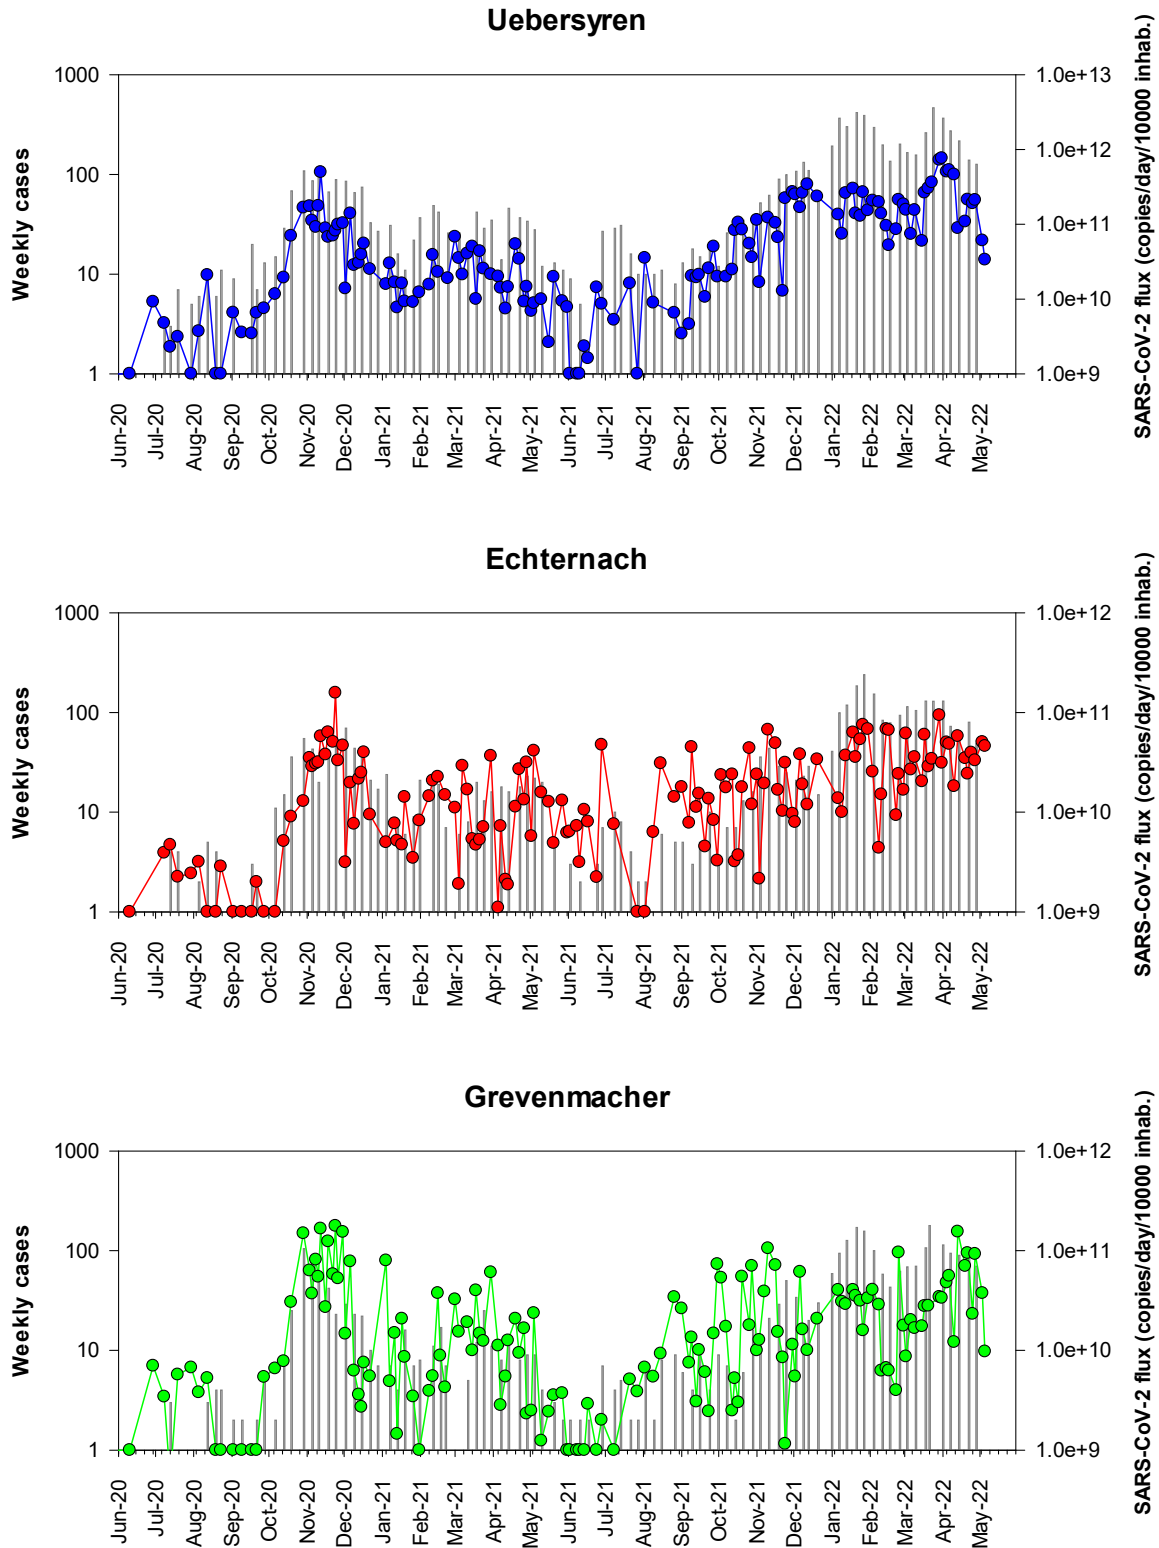 Uebersyren
Weekly cases
SARS-CoV-2 flux (copies/day/10000 inhab.)
1000
100
10
1
1.0e+13
1.0e+12
1.0e+11
1.0e+10
1.0e+9
Jun-20
Jul-20
Aug-20
Sep-20
Oct-20
Nov-20
Dec-20
Jan-21
Feb-21
Mar-21
Apr-21
May-21
Jun-21
Jul-21
Aug-21
Sep-21
Oct-21
Nov-21
Dec-21
Jan-22
Feb-22
Mar-22
Apr-22
May-22
Echternach
Weekly cases
SARS-CoV-2 flux (copies/day/10000 inhab.)
1000
100
10
1
1.0e+12
1.0e+11
1.0e+10
1.0e+9
Jun-20
Jul-20
Aug-20
Sep-20
Oct-20
Nov-20
Dec-20
Jan-21
Feb-21
Mar-21
Apr-21
May-21
Jun-21
Jul-21
Aug-21
Sep-21
Oct-21
Nov-21
Dec-21
Jan-22
Feb-22
Mar-22
Apr-22
May-22
Grevenmacher
Weekly cases
SARS-CoV-2 flux (copies/day/10000 inhab.)
1000
100
10
1
1.0e+12
1.0e+11
1.0e+10
1.0e+9
Jun-20
Jul-20
Aug-20
Sep-20
Oct-20
Nov-20
Dec-20
Jan-21
Feb-21
Mar-21
Apr-21
May-21
Jun-21
Jul-21
Aug-21
Sep-21
Oct-21
Nov-21
Dec-21
Jan-22
Feb-22
Mar-22
Apr-22
May-22